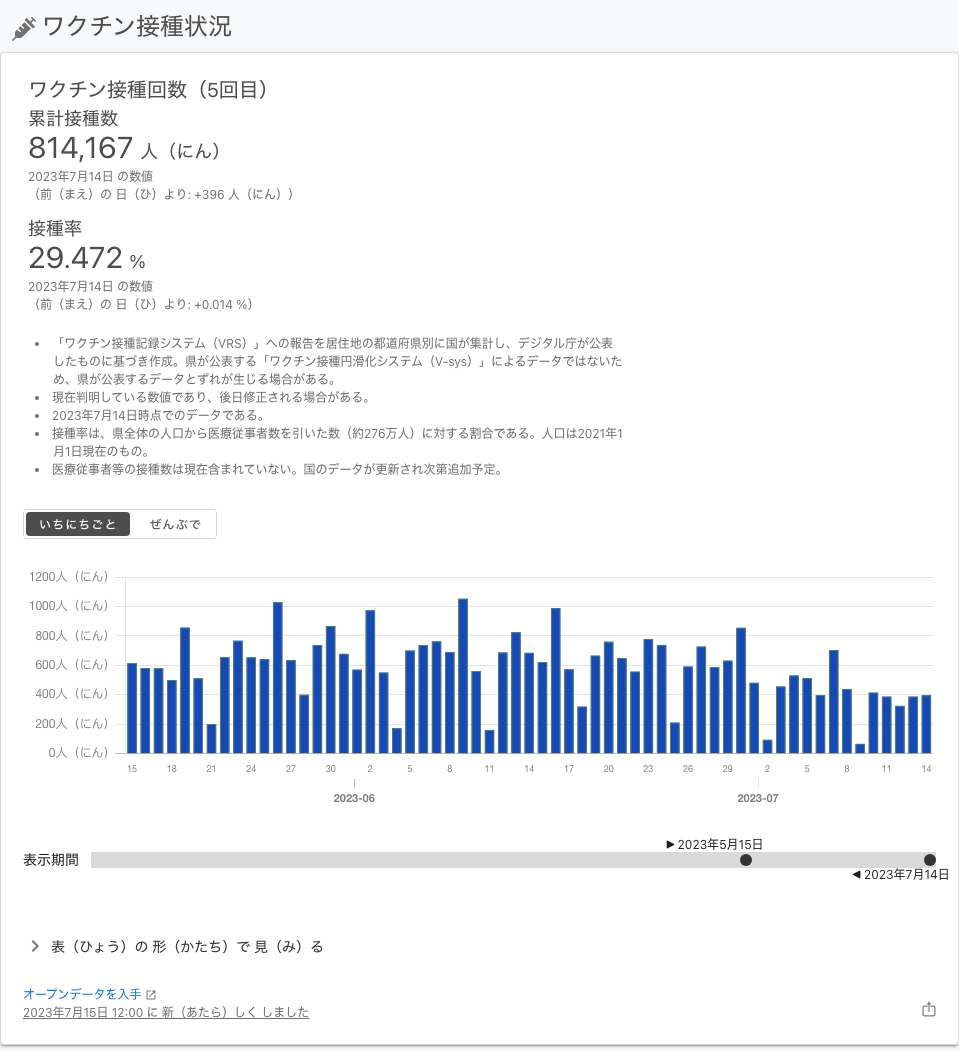 ワクチン接種状況
ワクチン接種回数（5回目）
累計接種数
814,167 人（にん）
2023年7月14日 の数値
（前（まえ）の 日（ひ）より: +396 人（にん））
接種率
29.472 %
2023年7月14日 の数値
（前（まえ）の 日（ひ）より: +0.014 %）
• 「ワクチン接種記録システム（VRS）」への報告を居住地の都道府県別に国が集計し、デジタル庁が公表
したものに基づき作成。県が公表する「ワクチン接種円滑化システム（V-sys）」によるデータではないた
め、県が公表するデータとずれが生じる場合がある。
• 現在判明している数値であり、後日修正される場合がある。
• 2023年7月14日時点でのデータである。
• 接種率は、県全体の人口から医療従事者数を引いた数（約276万人）に対する割合である。人口は2021年1
月1日現在のもの。
• 医療従事者等の接種数は現在含まれていない。国のデータが更新され次第追加予定。
いちにちごと ぜんぶで
1200人（にん）
1000人（にん）
800人（にん）
600人（にん）
400人（にん）
200人（にん）
0人（にん）
15 18 21 24 27 30 2 5 8 11 14 17 20 23 26 29 2 5 8 11 14
2023-06 2023-07
2023年5月15日
表示期間
2023年7月14日
表（ひょう）の 形（かたち）で 見（み）る
オープンデータを入手
2023年7月15日 12:00 に 新（あたら）しく しました